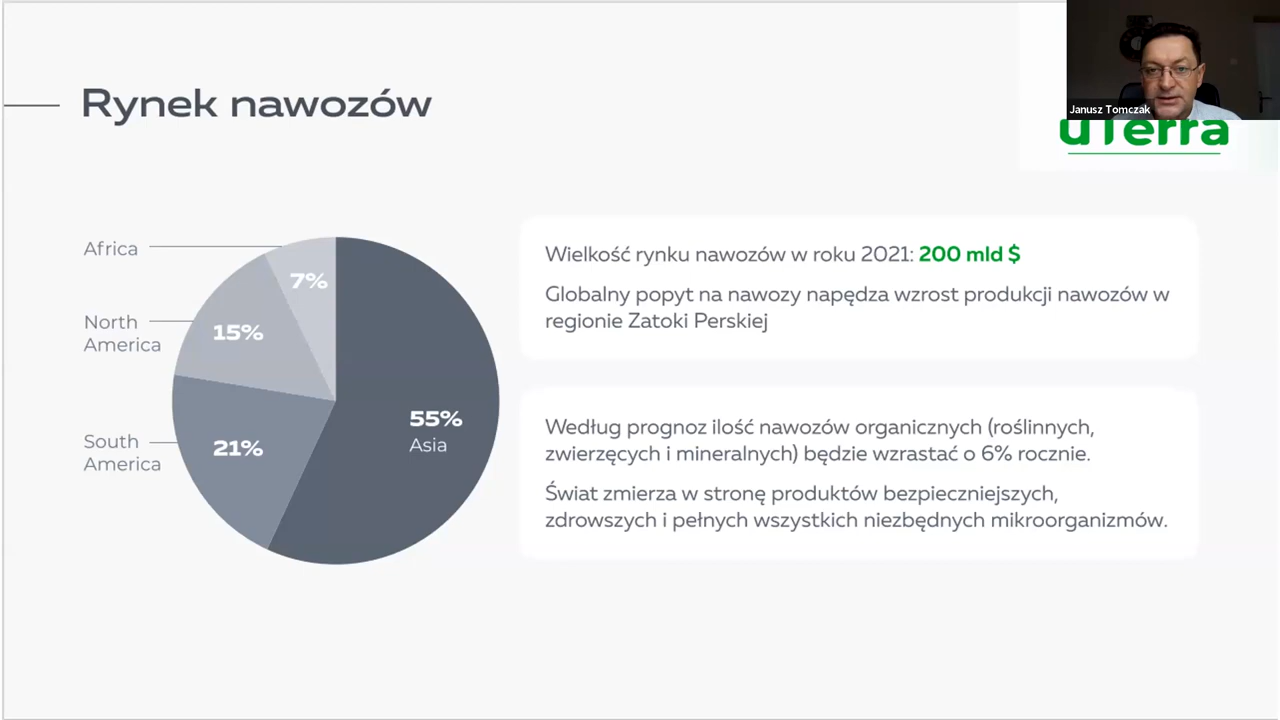 Rynek nawozów
Janusz Tomczak
uTerra
Africa
7%
North
America
15%
South
America
21%
55%
Asia
Wielkość rynku nawozów w roku 2021: 200 mld $
Globalny popyt na nawozy napędza wzrost produkcji nawozów w
regionie Zatoki Perskiej
Według prognoz ilość nawozów organicznych (roślinnych,
zwierzęcych i mineralnych) będzie wzrastać o 6% rocznie.
Świat zmierza w stronę produktów bezpieczniejszych,
zdrowszych i pełnych wszystkich niezbędnych mikroorganizmów.